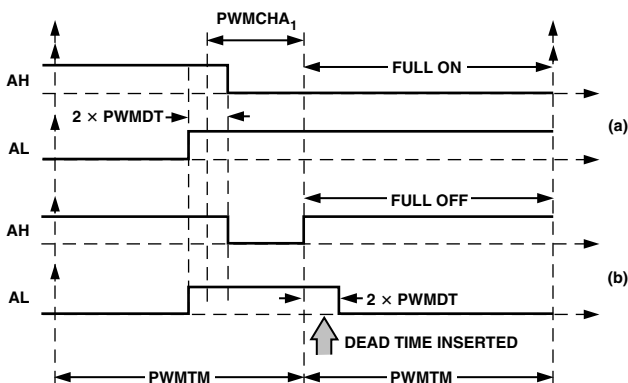 PWMCHA₁
FULL ON
AH
2 × PWMDT
(a)
AL
FULL OFF
AH
(b)
AL
2 × PWMDT
DEAD TIME INSERTED
PWMTM
PWMTM